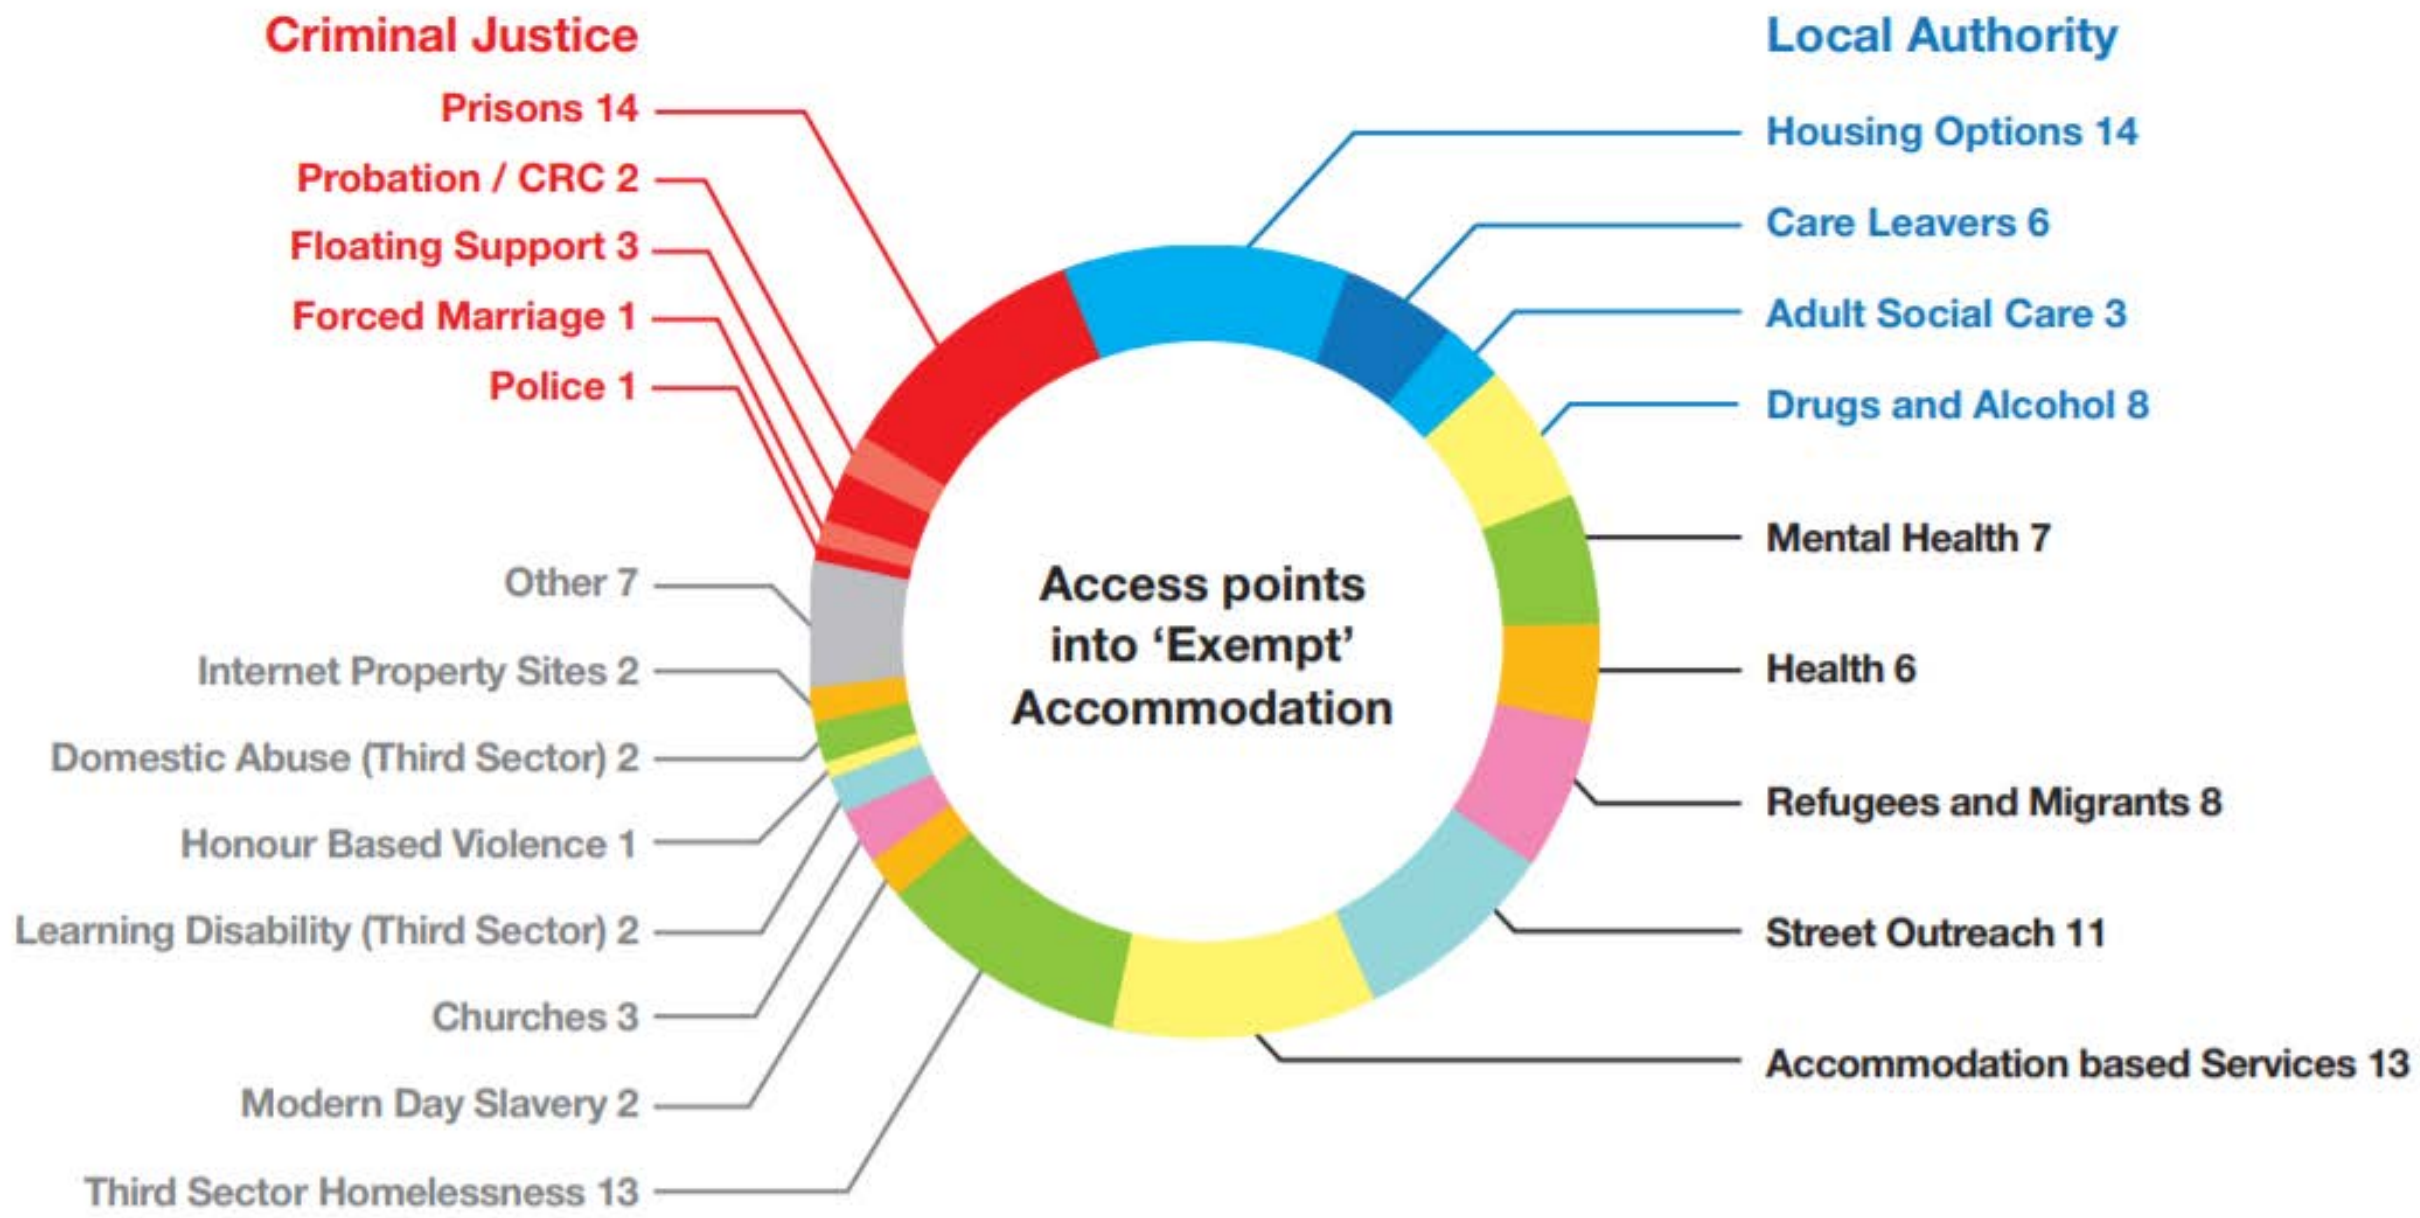 Criminal Justice
Prisons 14
Probation / CRC 2
Floating Support 3
Forced Marriage 1
Police 1
Other 7
Internet Property Sites 2
Domestic Abuse (Third Sector) 2
Honour Based Violence 1
Learning Disability (Third Sector) 2
Churches 3
Modern Day Slavery 2
Third Sector Homelessness 13
Access points
into ‘Exempt’
Accommodation
Local Authority
Housing Options 14
Care Leavers 6
Adult Social Care 3
Drugs and Alcohol 8
Mental Health 7
Health 6
Refugees and Migrants 8
Street Outreach 11
Accommodation based Services 13